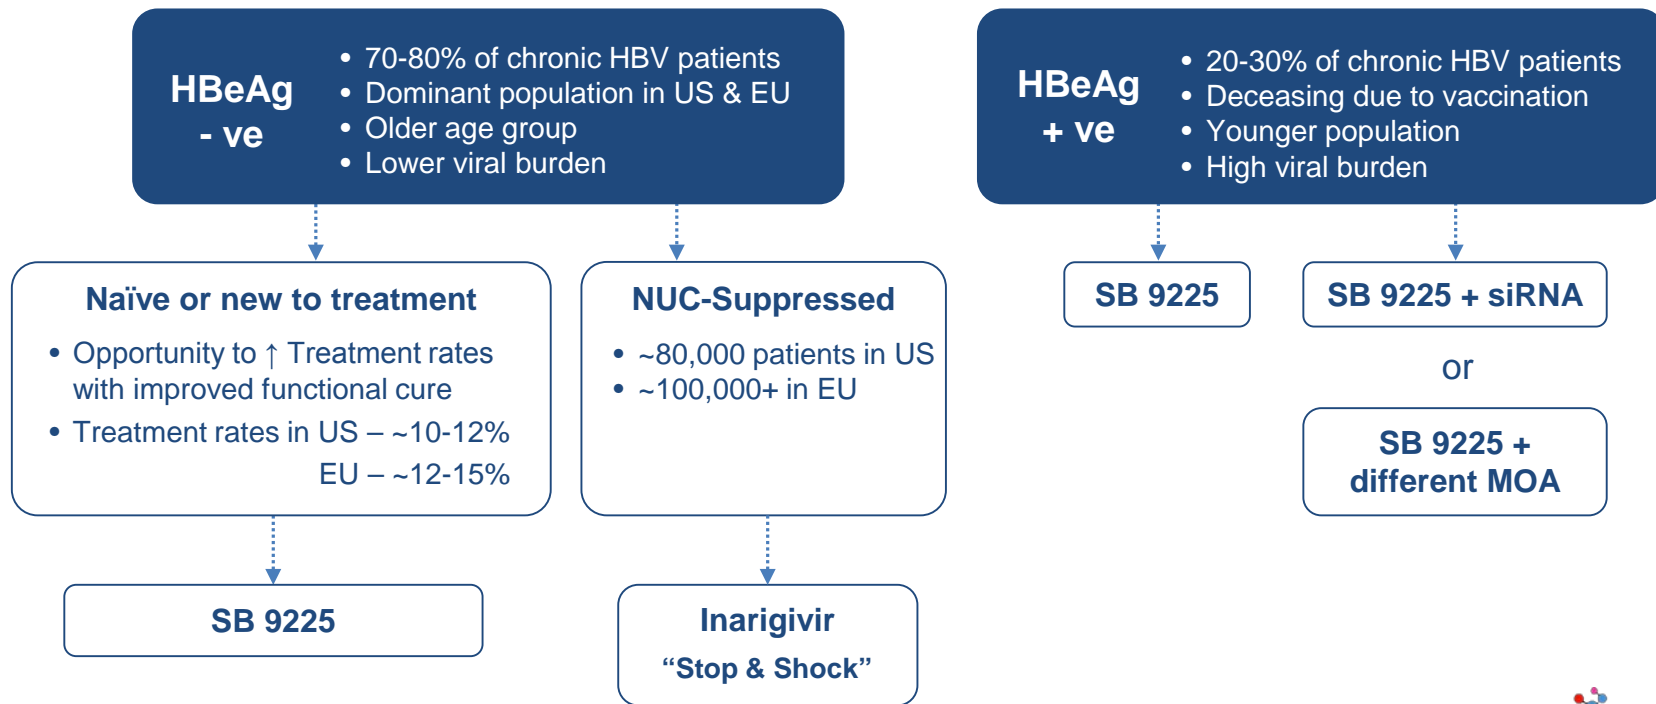 HBeAg
- ve
• 70-80% of chronic HBV patients
• Dominant population in US & EU
• Older age group
• Lower viral burden
HBeAg
+ ve
• 20-30% of chronic HBV patients
• Deceasing due to vaccination
• Younger population
• High viral burden
Naïve or new to treatment
• Opportunity to ↑ Treatment rates
with improved functional cure
• Treatment rates in US – ~10-12%
EU – ~12-15%
NUC-Suppressed
• ~80,000 patients in US
• ~100,000+ in EU
SB 9225
SB 9225 + siRNA
or
SB 9225 +
different MOA
SB 9225
Inarigivir
“Stop & Shock”